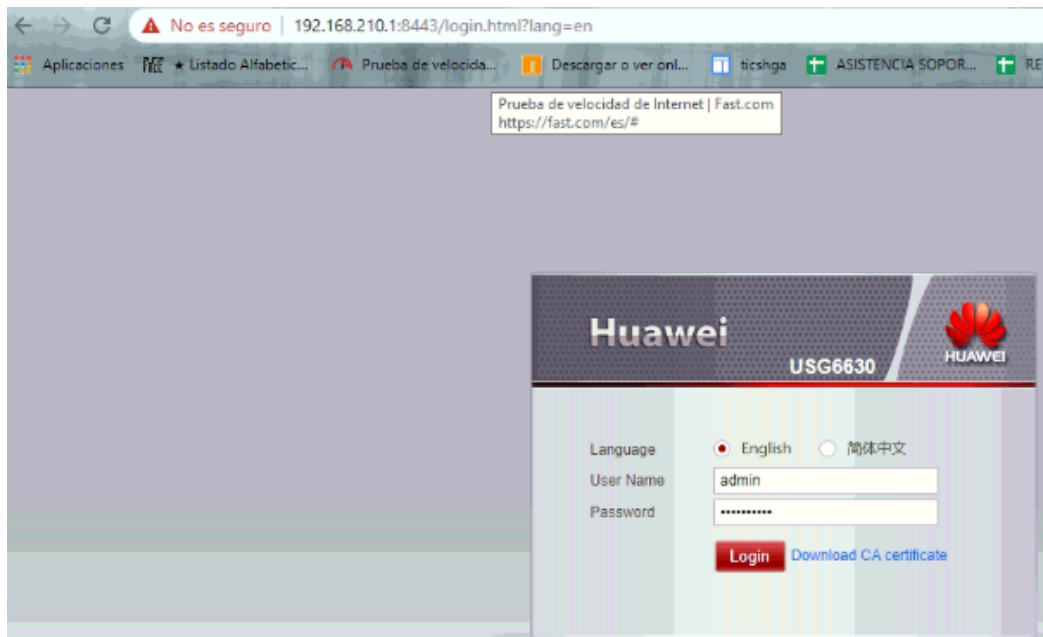 No es seguro | 192.168.210.1:8443/login.html?lang=en
Aplicaciones ★ Listado Alfabetic... Prueba de velocida... Descargar o ver onl... ticshga ASISTENCIA SOPOR... RE
Prueba de velocidad de Internet | Fast.com
https://fast.com/es/#
Huawei
USG6630
HUAWEI
Language English 简体中文
User Name admin
Password ••••••••••
Login Download CA certificate